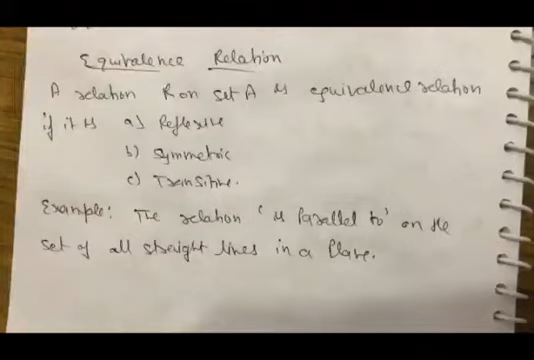 Equivalence Relation
A relation R on set A is equivalence relation
if it is a) Reflexive
b) Symmetric
c) Transitive.
Example: The relation 'is parallel to' on the
set of all straight lines in a Plane.